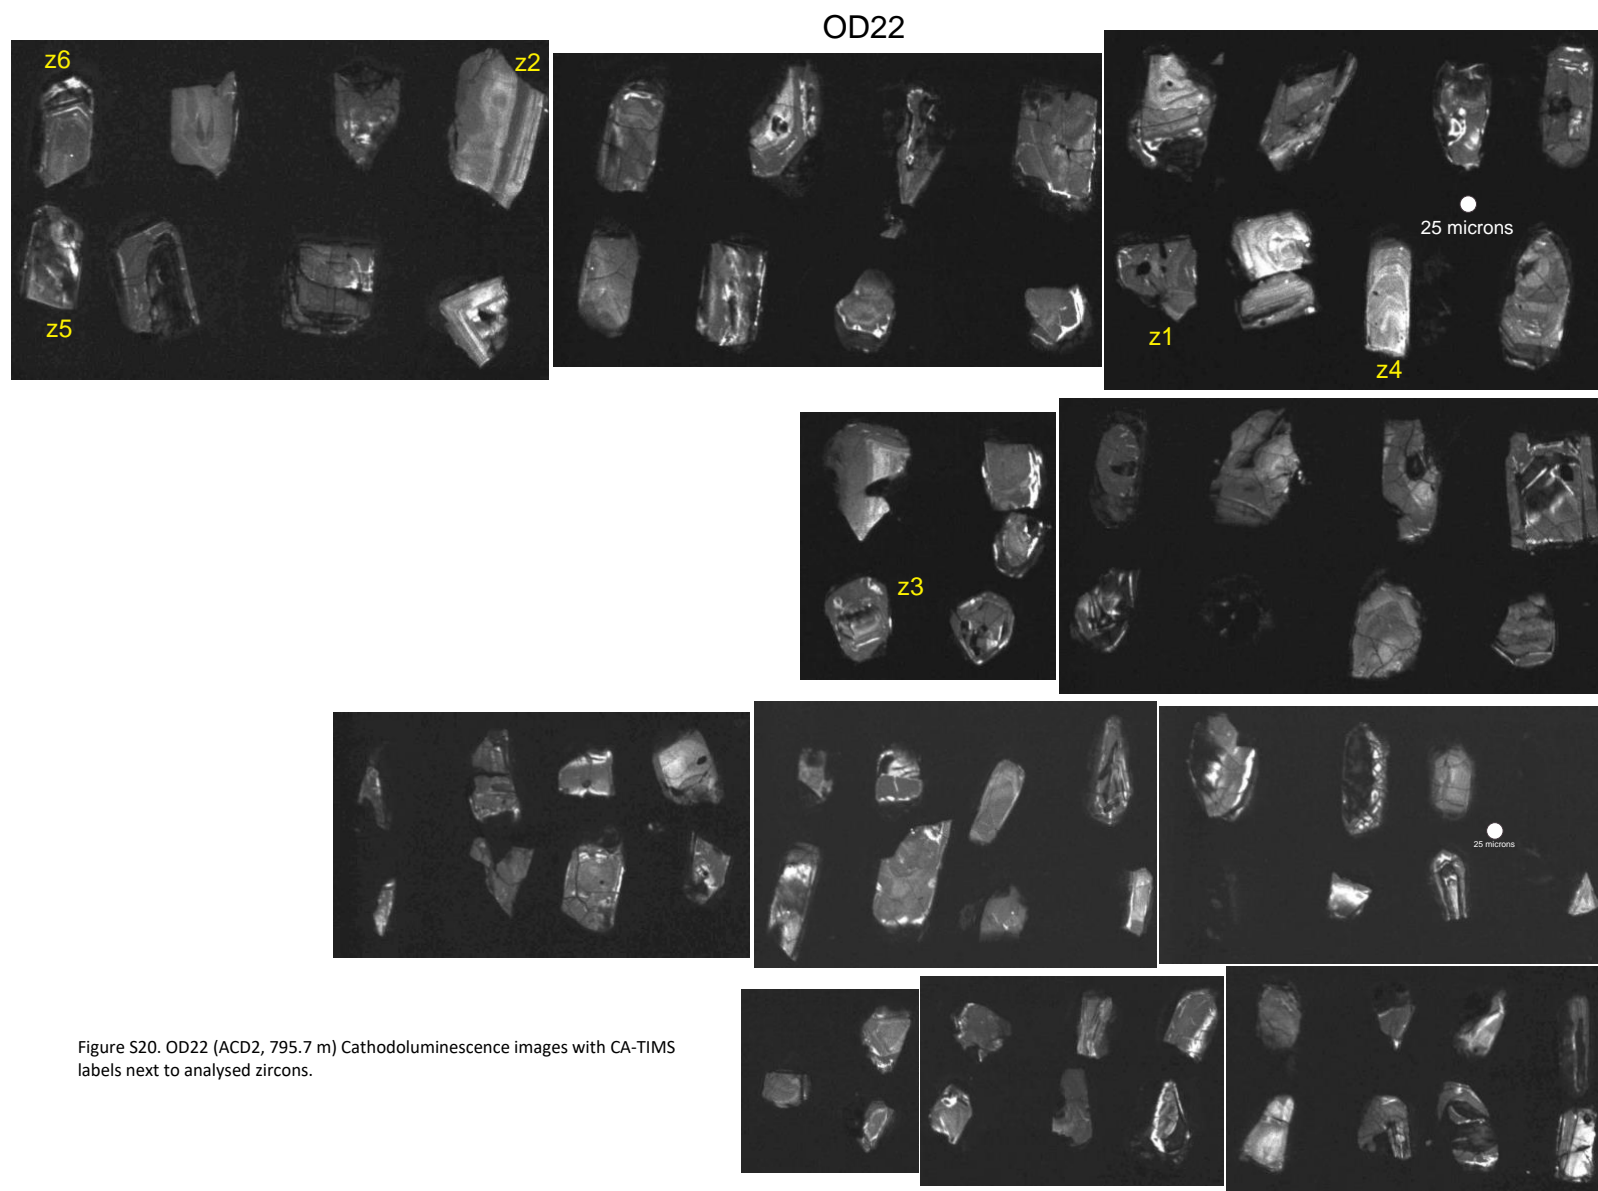 OD22
z6
z2
25 microns
z5
z1
z4
z3
25 microns
Figure S20. OD22 (ACD2, 795.7 m) Cathodoluminescence images with CA-TIMS
labels next to analysed zircons.